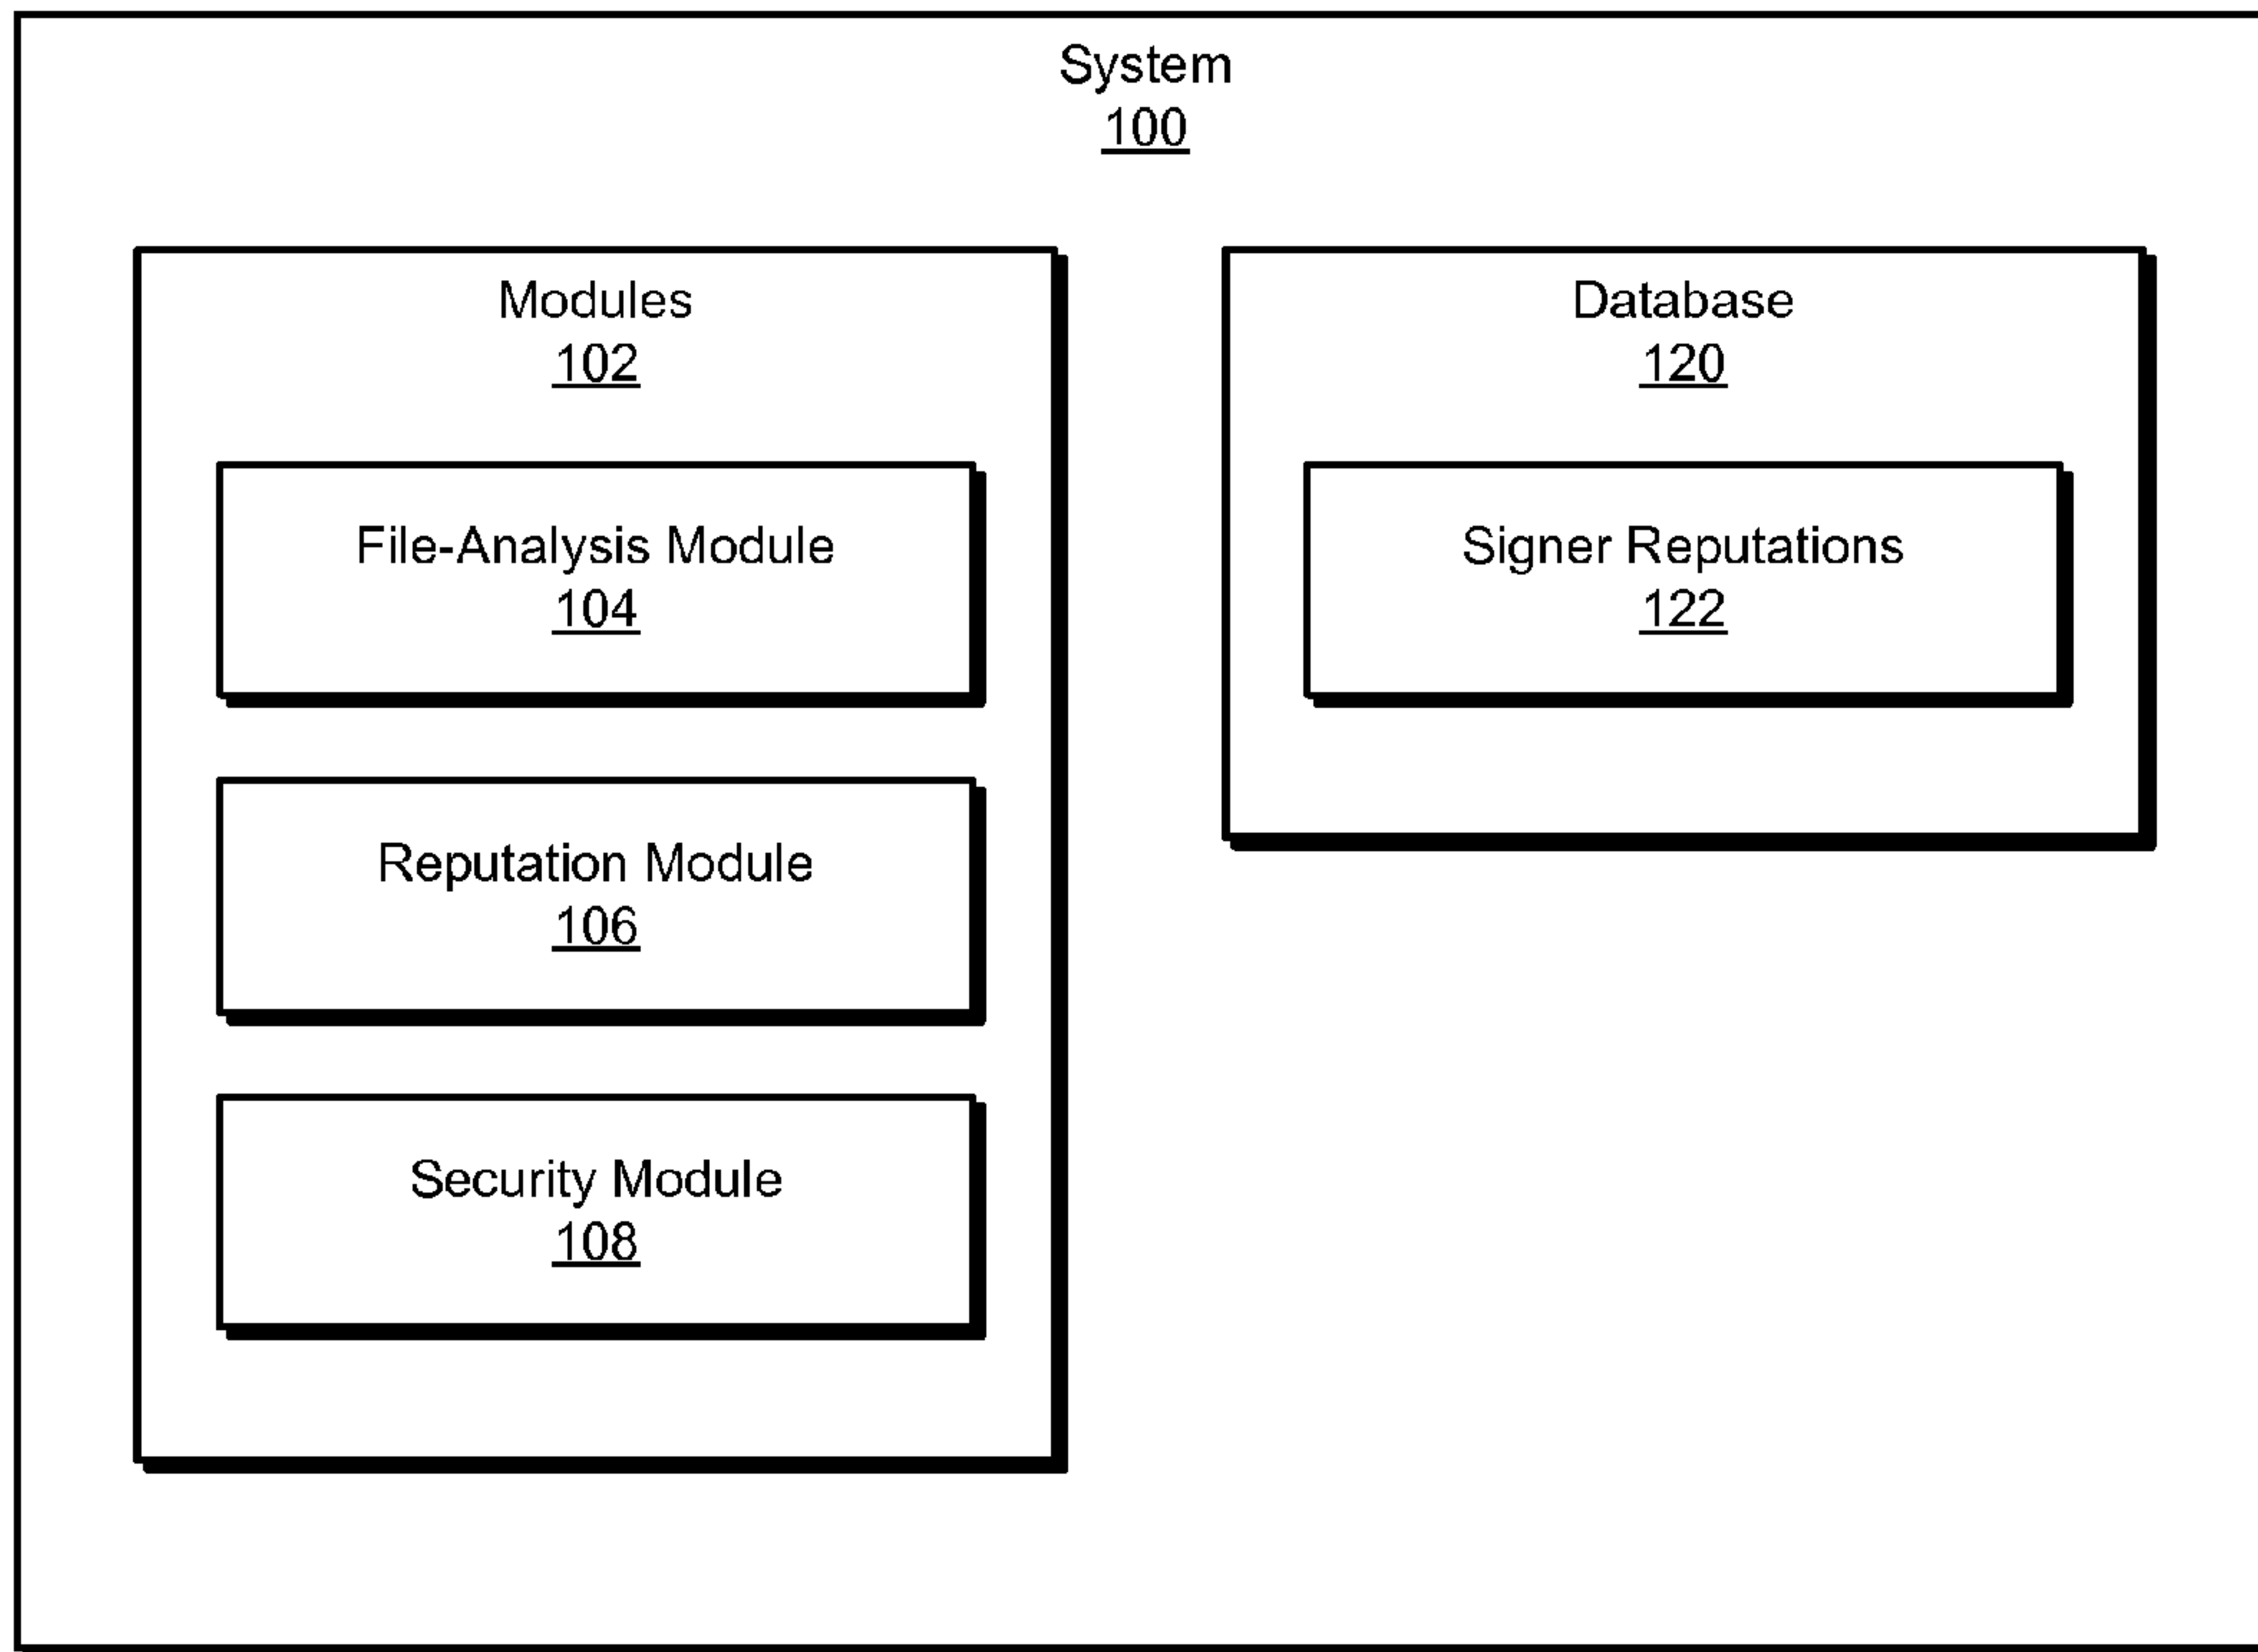 System
100
Modules
102
File-Analysis Module
104
Reputation Module
106
Security Module
108
Database
120
Signer Reputations
122